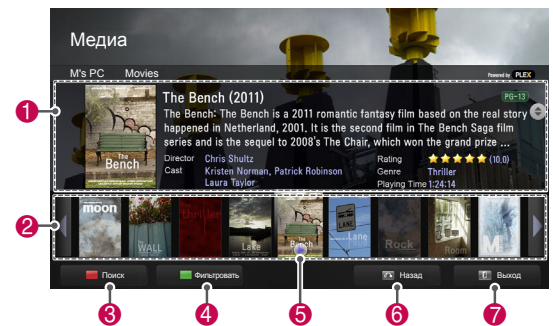 Медиа
M's PC Movies
Powered by PLEX
1
The Bench (2011)
PG-13
The Bench: The Bench is a 2011 romantic fantasy film based on the real story
happened in Netherland, 2001. It is the second film in The Bench Saga film
series and is the sequel to 2008's The Chair, which won the grand prize ...
Director Chris Shultz
Cast Kristen Norman, Patrick Robinson
Laura Taylor
Rating (10.0)
Genre Thriller
Playing Time 1:24:14
The
Bench
2
moon
The
WALL
thriller
Lake
The
Bench
LANE
Lane
Rock
Room
M
Поиск
Фильтровать
Назад
Выход
3
4
5
6
7